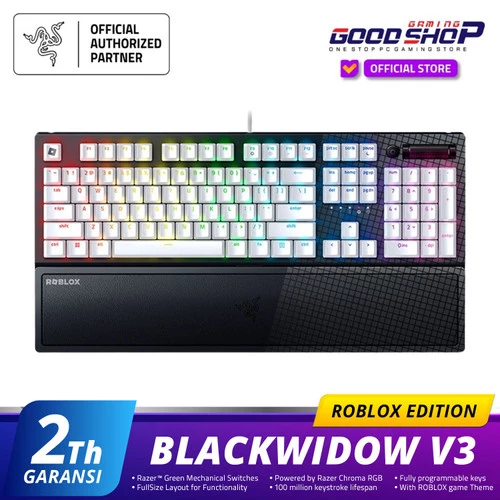 OFFICIAL
AUTHORIZED
PARTNER
GAMING
GOODSHOP
ONE STOP PC GAMING STORE
OFFICIAL STORE
ROBLOX
ROBLOX EDITION
2Th
GARANSI
BLACKWIDOW V3
• Razer™ Green Mechanical Switches
• FullSize Layout for Functionality
• Powered by Razer Chroma RGB
• 100 million keystroke lifespan
• Fully programmable keys
• With ROBLOX game Theme